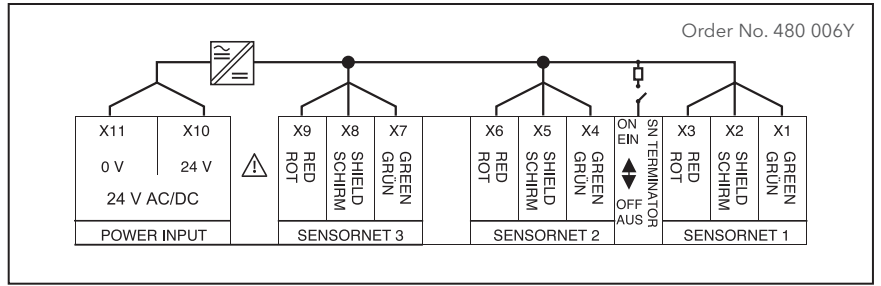 Order No. 480 006Y
X11 X10 X9 X8 X7 X6 X5 X4 ON X3 X2 X1
EIN
0 V 24 V
24 V AC/DC
RED
ROT
SHIELD
SCHIRM
GREEN
GRÜN
RED
ROT
SHIELD
SCHIRM
GREEN
GRÜN
OFF
AUS
SN TERMINATOR
RED
ROT
SHIELD
SCHIRM
GREEN
GRÜN
POWER INPUT SENSORNET 3 SENSORNET 2 SENSORNET 1